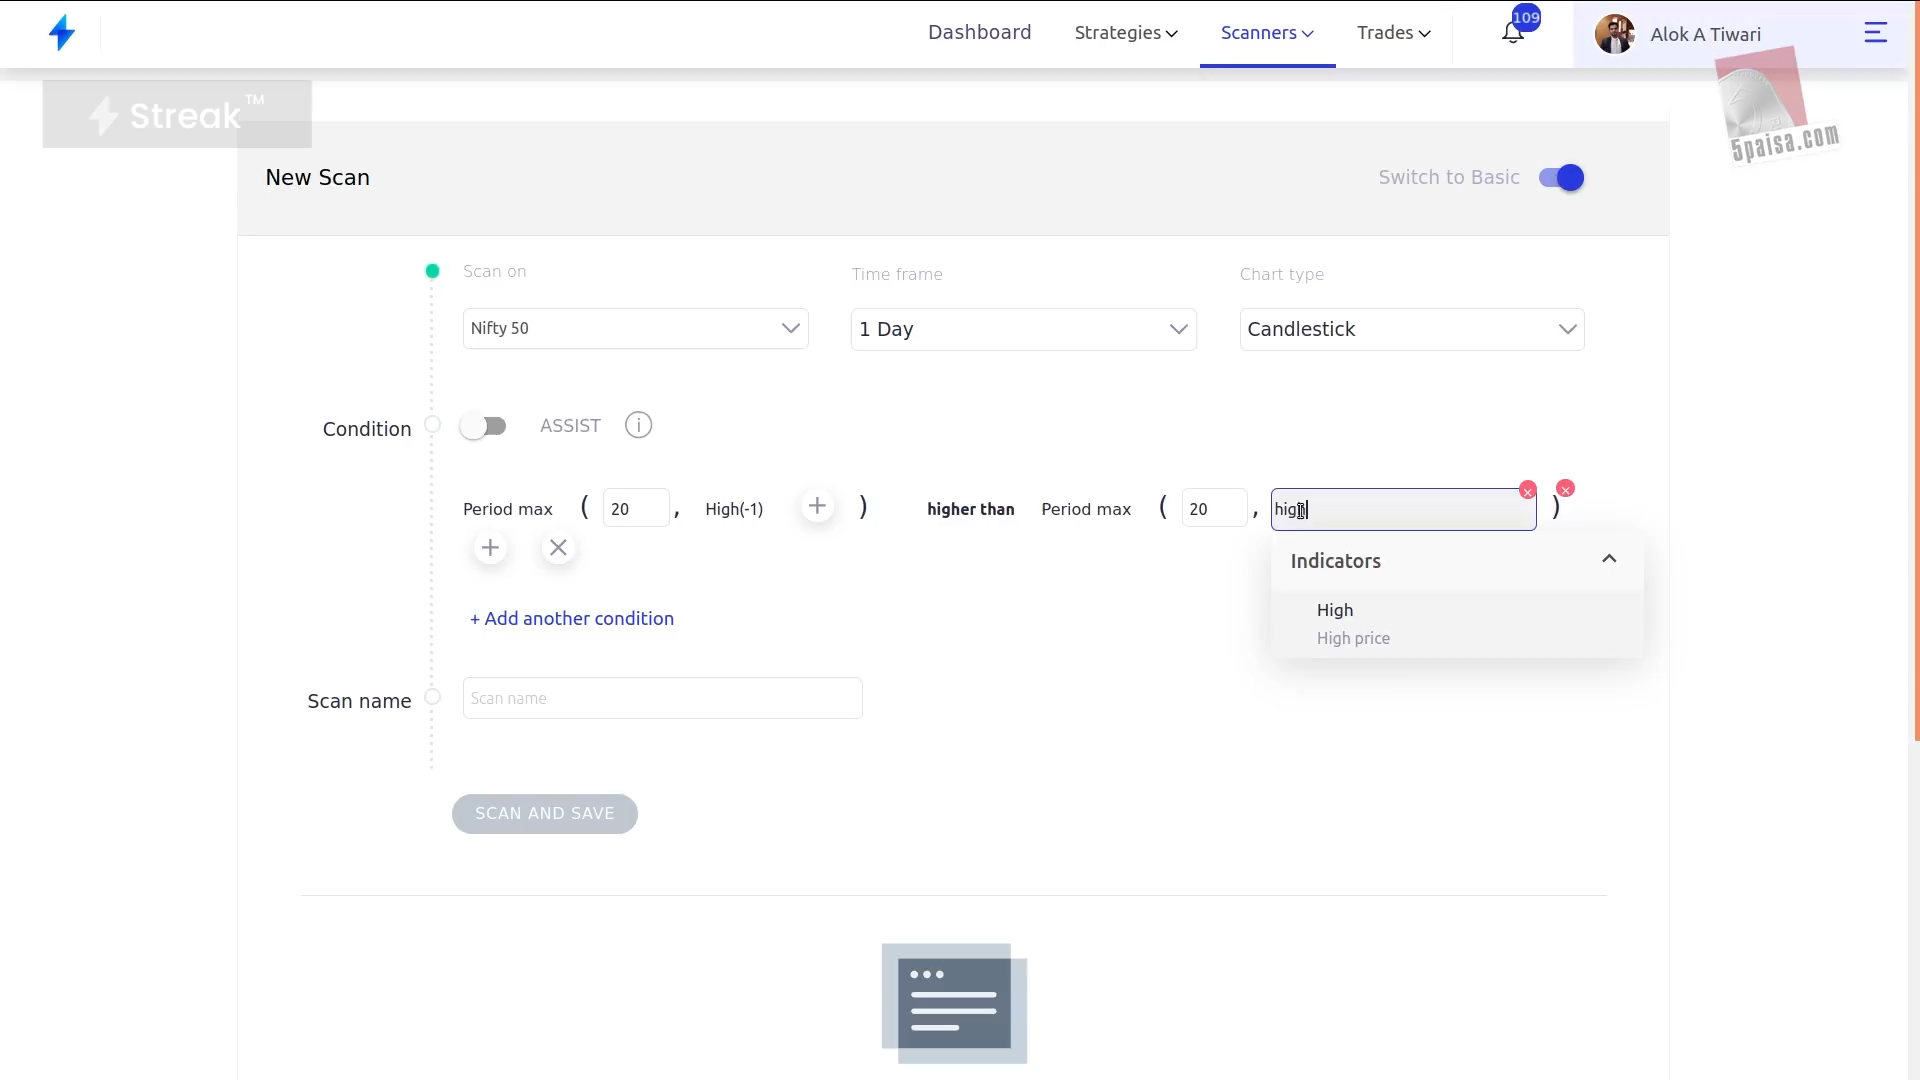 Dashboard Strategies Scanners Trades 109 Alok A Tiwari
Streak™
5paisa.com
New Scan Switch to Basic
Scan on Time frame Chart type
Nifty 50 1 Day Candlestick
Condition ASSIST i
Period max ( 20 , High(-1) + ) higher than Period max ( 20 , high )
+ ×
Indicators
High
High price
+ Add another condition
Scan name Scan name
SCAN AND SAVE